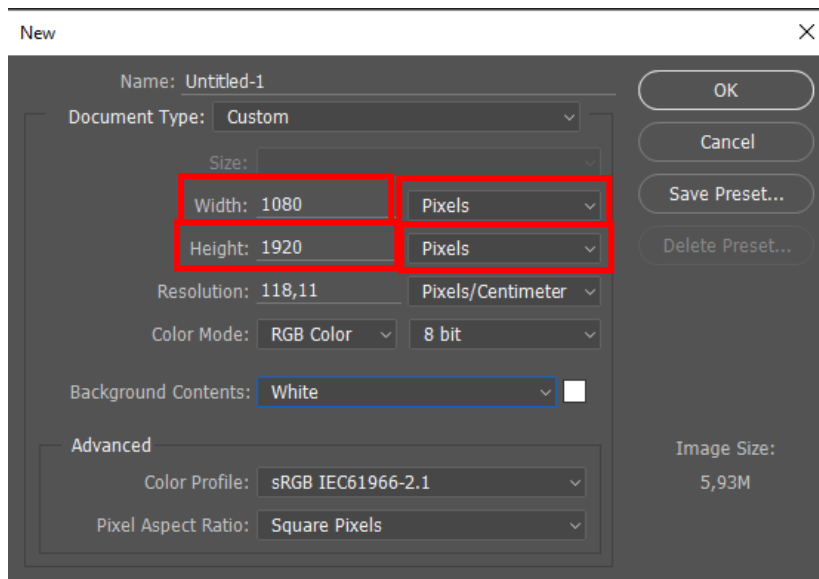 New
Name: Untitled-1
OK
Document Type: Custom
Cancel
Size:
Width: 1080 Pixels
Save Preset...
Height: 1920 Pixels
Delete Preset...
Resolution: 118,11 Pixels/Centimeter
Color Mode: RGB Color 8 bit
Background Contents: White
Advanced
Image Size:
Color Profile: sRGB IEC61966-2.1
5,93M
Pixel Aspect Ratio: Square Pixels